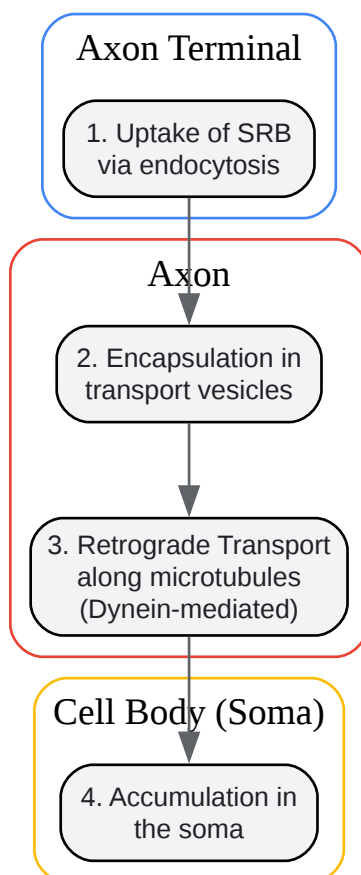 Axon Terminal
1. Uptake of SRB
via endocytosis
Axon
2. Encapsulation in
transport vesicles
3. Retrograde Transport
along microtubules
(Dynein-mediated)
Cell Body (Soma)
4. Accumulation in
the soma